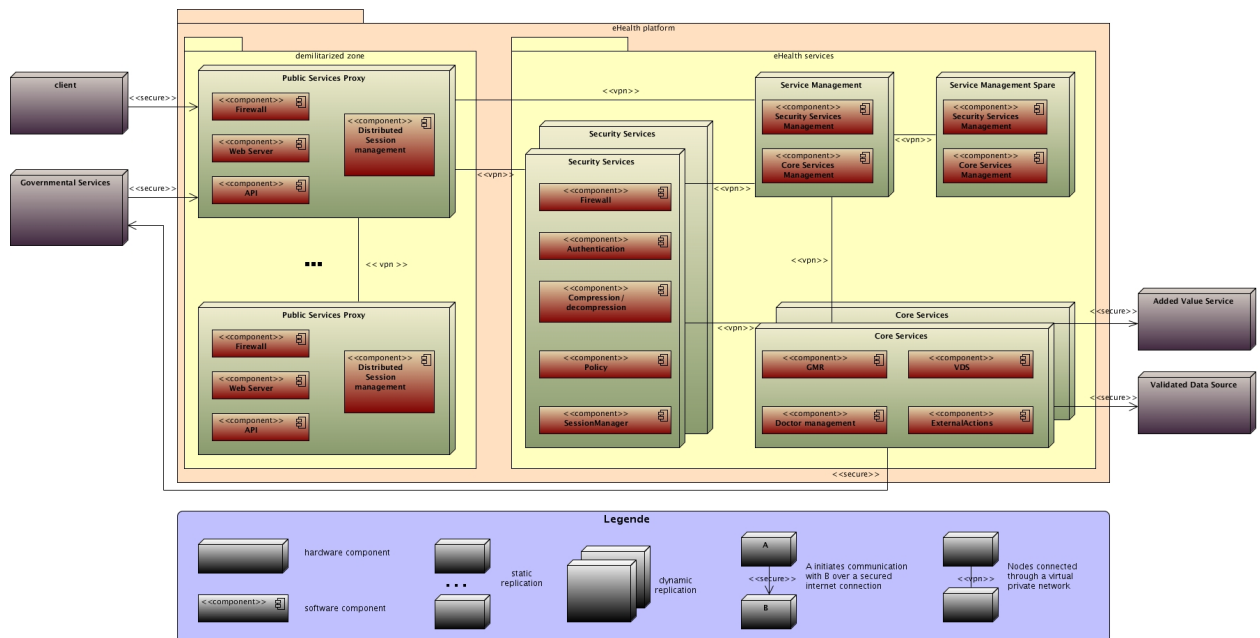 eHealth platform
demilitarized zone
eHealth services
client
<<secure>>
Governmental Services
<<secure>>
Public Services Proxy
<<component>>
Firewall
<<component>>
Web Server
<<component>>
API
<<component>>
Distributed
Session
management
<< vpn >>
Public Services Proxy
<<component>>
Firewall
<<component>>
Web Server
<<component>>
API
<<component>>
Distributed
Session
management
<<vpn>>
<<vpn>>
Security Services
Security Services
<<component>>
Firewall
<<component>>
Authentication
<<component>>
Compression/
decompression
<<component>>
Policy
<<component>>
SessionManager
<<vpn>>
<<vpn>>
Service Management
<<component>>
Security Services
Management
<<component>>
Core Services
Management
<<vpn>>
Service Management Spare
<<component>>
Security Services
Management
<<component>>
Core Services
Management
<<vpn>>
Core Services
Core Services
<<component>>
GMR
<<component>>
VDS
<<component>>
Doctor management
<<component>>
ExternalActions
<<secure>>
<<secure>>
Added Value Service
<<secure>>
Validated Data Source
Legende
hardware component
<<component>>
software component
static
replication
dynamic
replication
A
<<secure>>
B
A initiates communication
with B over a secured
internet connection
<<vpn>>
Nodes connected
through a virtual
private network